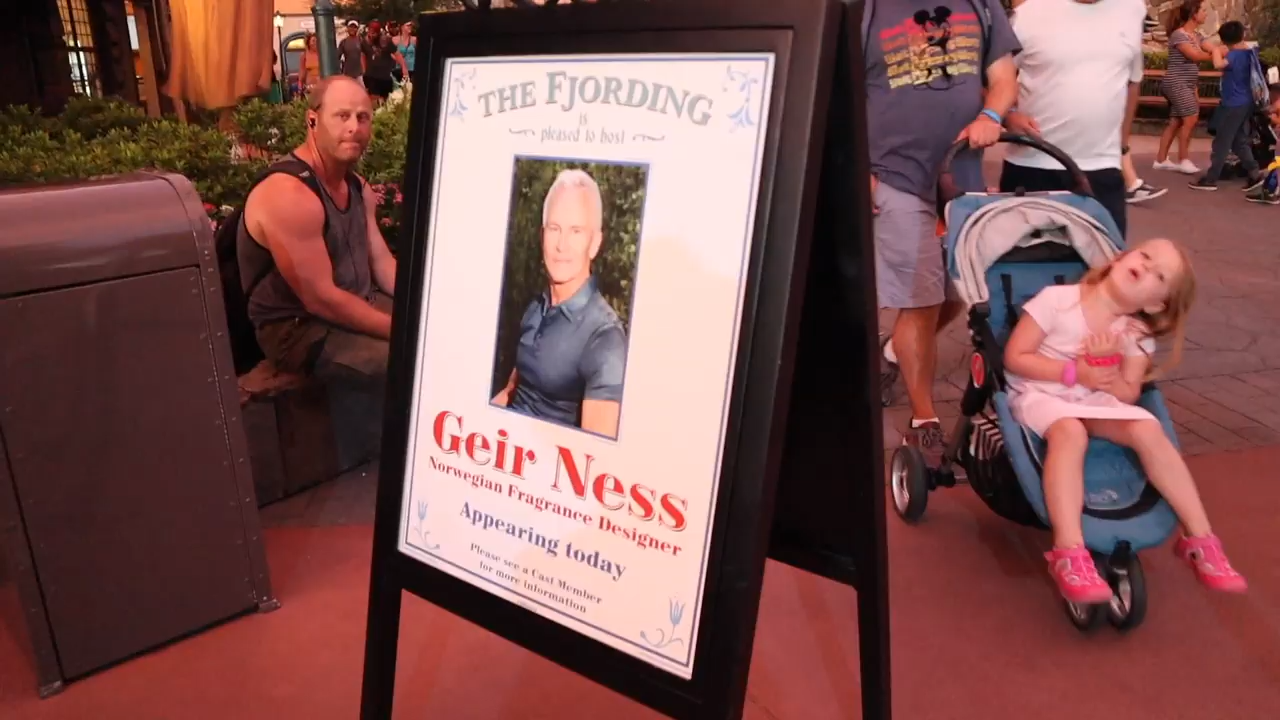 THE FJORDING
is
pleased to host
Geir Ness
Norwegian Fragrance Designer
Appearing today
Please see a Cast Member
for more information